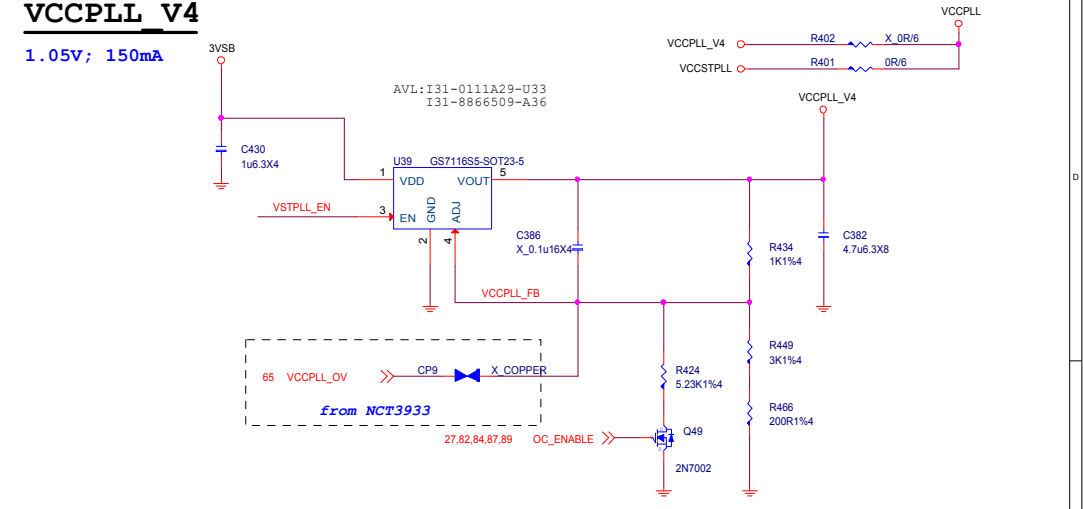 VCCPLL_V4
1.05V; 150mA
3VSB
VCCPLL
VCCPLL_V4 R402 X_0R/6
VCCSTPLL R401 0R/6
AVL:I31-0111A29-U33
I31-8866509-A36
VCCPLL_V4
C430
1u6.3X4
U39 GS7116S5-SOT23-5
1 VDD VOUT 5
VSTPLL_EN 3 EN GND ADJ
2 4
C386
X_0.1u16X4
R434
1K1%4
C382
4.7u6.3X8
D
VCCPLL_FB
R449
3K1%4
65 VCCPLL_OV CP9 X_COPPER
R424
5.23K1%4
from NCT3933
R466
200R1%4
27,82,84,87,89 OC_ENABLE Q49
2N7002